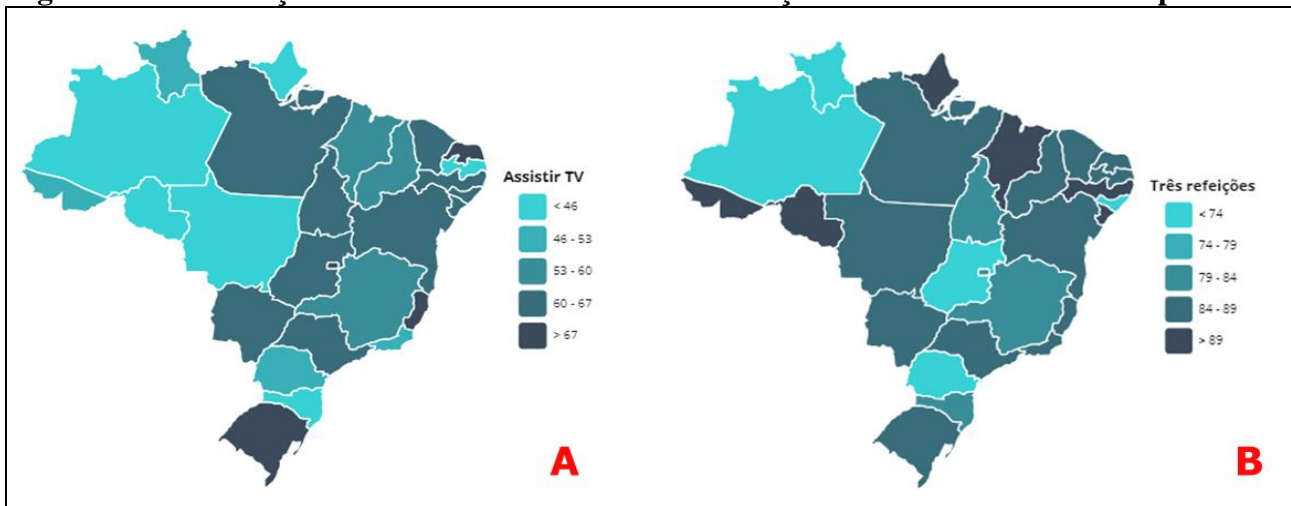 Assistir TV
< 46
46 - 53
53 - 60
60 - 67
> 67
A
Três refeições
< 74
74 - 79
79 - 84
84 - 89
> 89
B